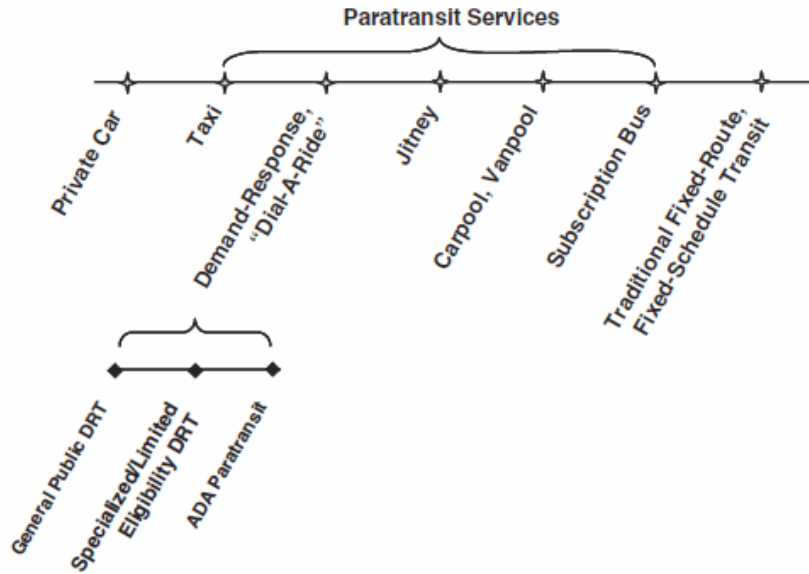 Paratransit Services
Private Car
Taxi
Demand-Response,
“Dial-A-Ride”
Jitney
Carpool, Vanpool
Subscription Bus
Traditional Fixed-Route,
Fixed-Schedule Transit
General Public DRT
Specialized/Limited
Eligibility DRT
ADA Paratransit